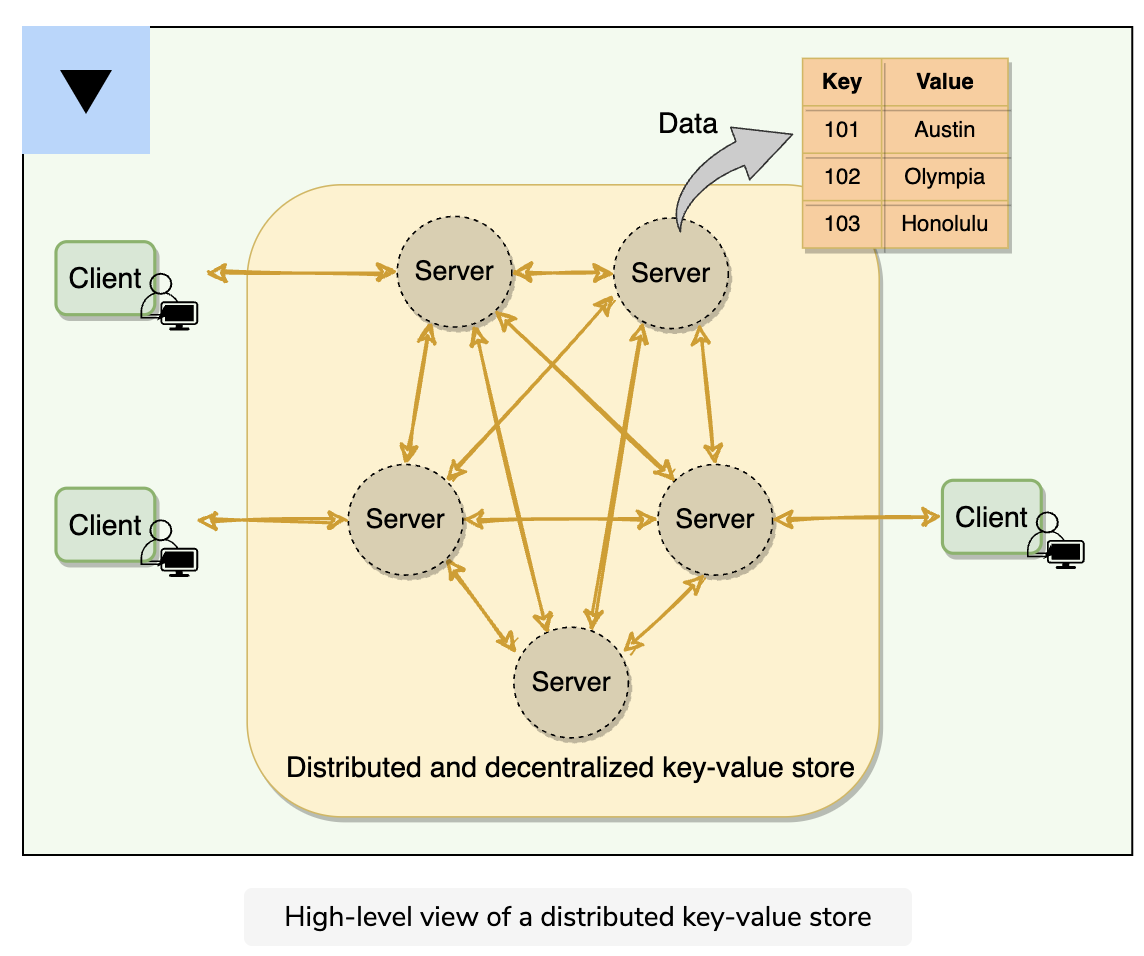 Key Value
Data
101 Austin
102 Olympia
103 Honolulu
Client
Server
Server
Client
Server
Server
Client
Server
Distributed and decentralized key-value store
High-level view of a distributed key-value store